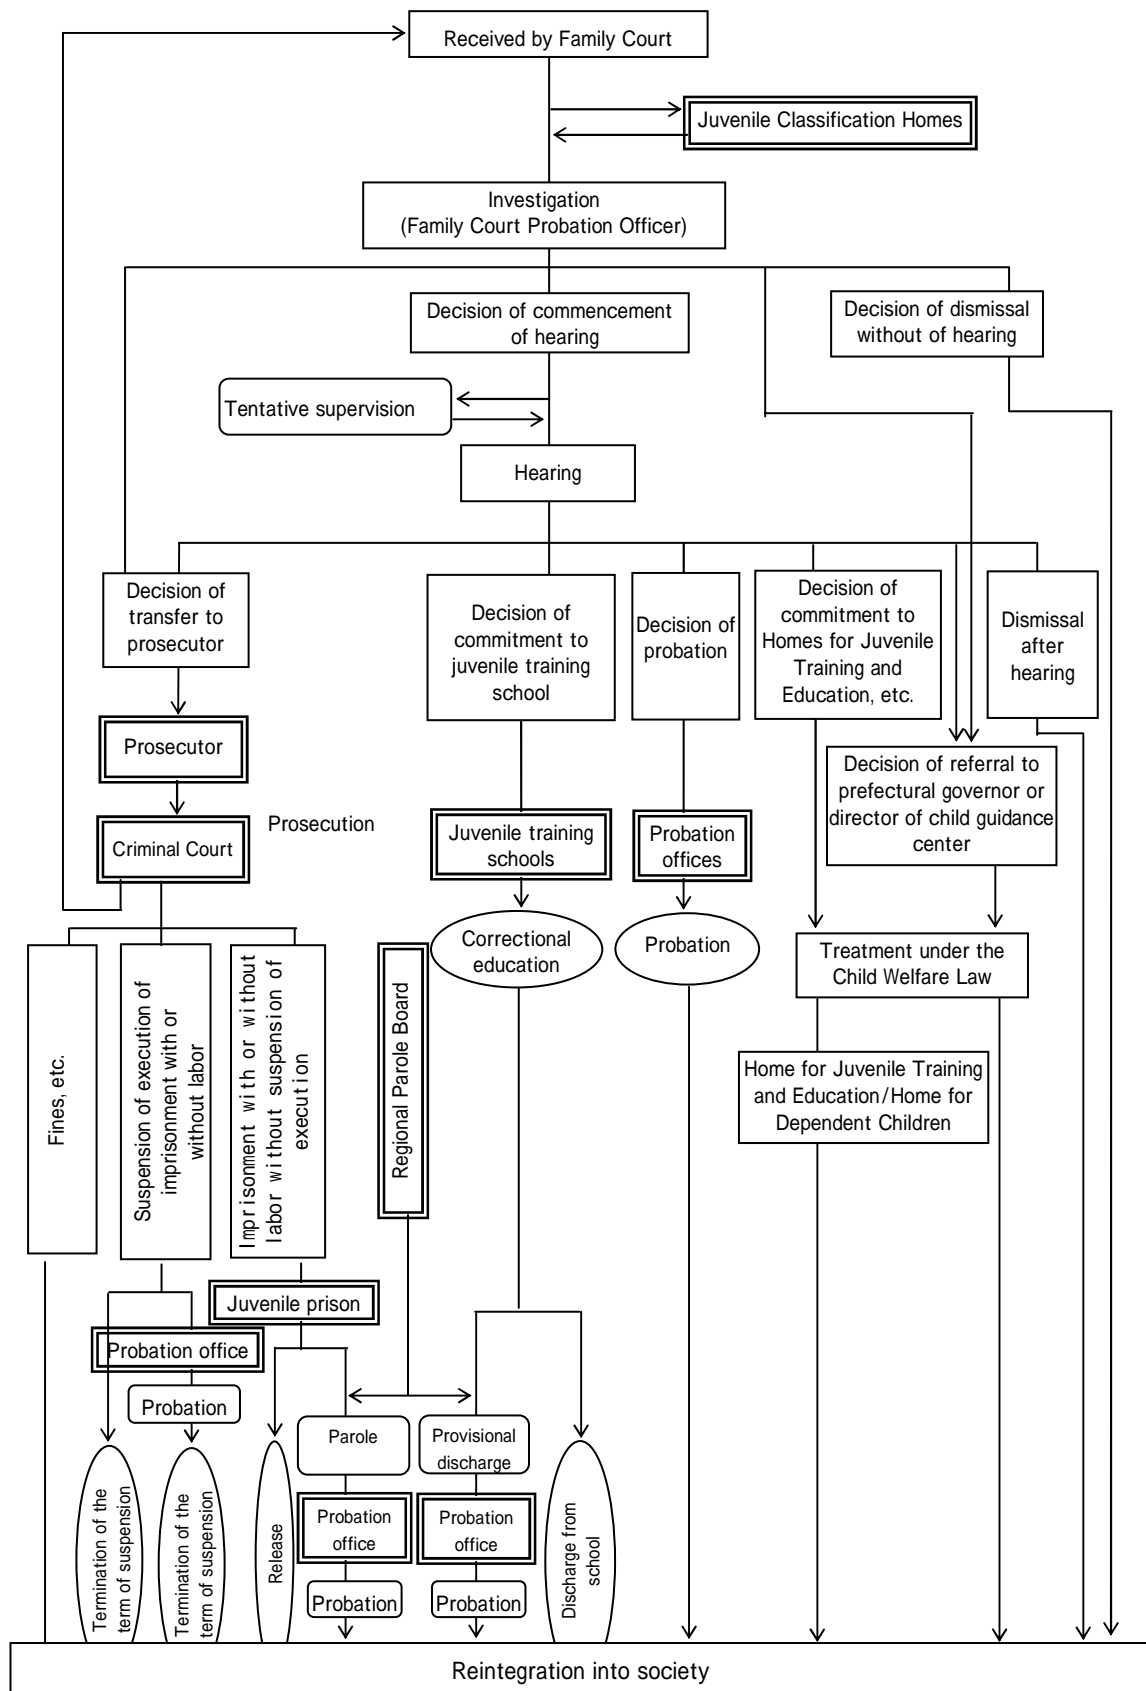 Received by Family Court
Juvenile Classification Homes
Investigation
(Family Court Probation Officer)
Decision of commencement
of hearing
Decision of dismissal
without of hearing
Tentative supervision
Hearing
Decision of
transfer to
prosecutor
Decision of
commitment to
juvenile training
school
Decision of
probation
Decision of
commitment to
Homes for Juvenile
Training and
Education, etc.
Dismissal
after
hearing
Prosecutor
Decision of referral to
prefectural governor or
director of child guidance
center
Prosecution
Criminal Court
Juvenile training
schools
Probation
offices
Correctional
education
Probation
Treatment under the
Child Welfare Law
Fines, etc.
Suspension of execution of
imprisonment with or
without labor
Imprisonment with or without
labor without suspension of
execution
Regional Parole Board
Home for Juvenile Training
and Education/Home for
Dependent Children
Juvenile prison
Probation office
Probation
Parole
Provisional
discharge
Termination of the
term of suspension
Termination of the
term of suspension
Release
Probation
office
Probation
office
Discharge from
school
Probation
Probation
Reintegration into society